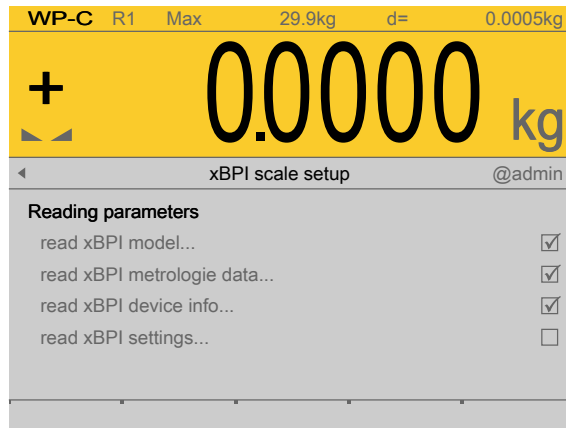 WP-C R1 Max 29.9kg d= 0.0005kg
+ 0.0000 kg
xBPI scale setup @admin
Reading parameters
read xBPI model...
read xBPI metrologie data...
read xBPI device info...
read xBPI settings...